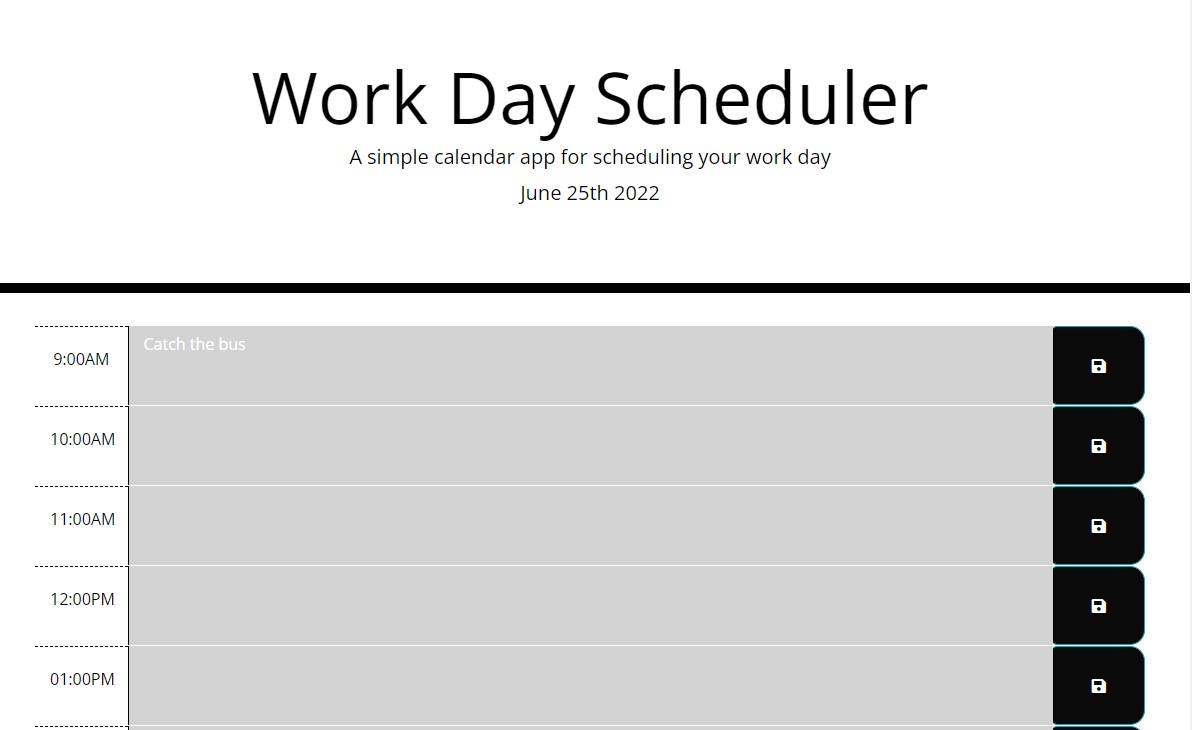 Work Day Scheduler
A simple calendar app for scheduling your work day
June 25th 2022
9:00AM
Catch the bus
10:00AM
11:00AM
12:00PM
01:00PM